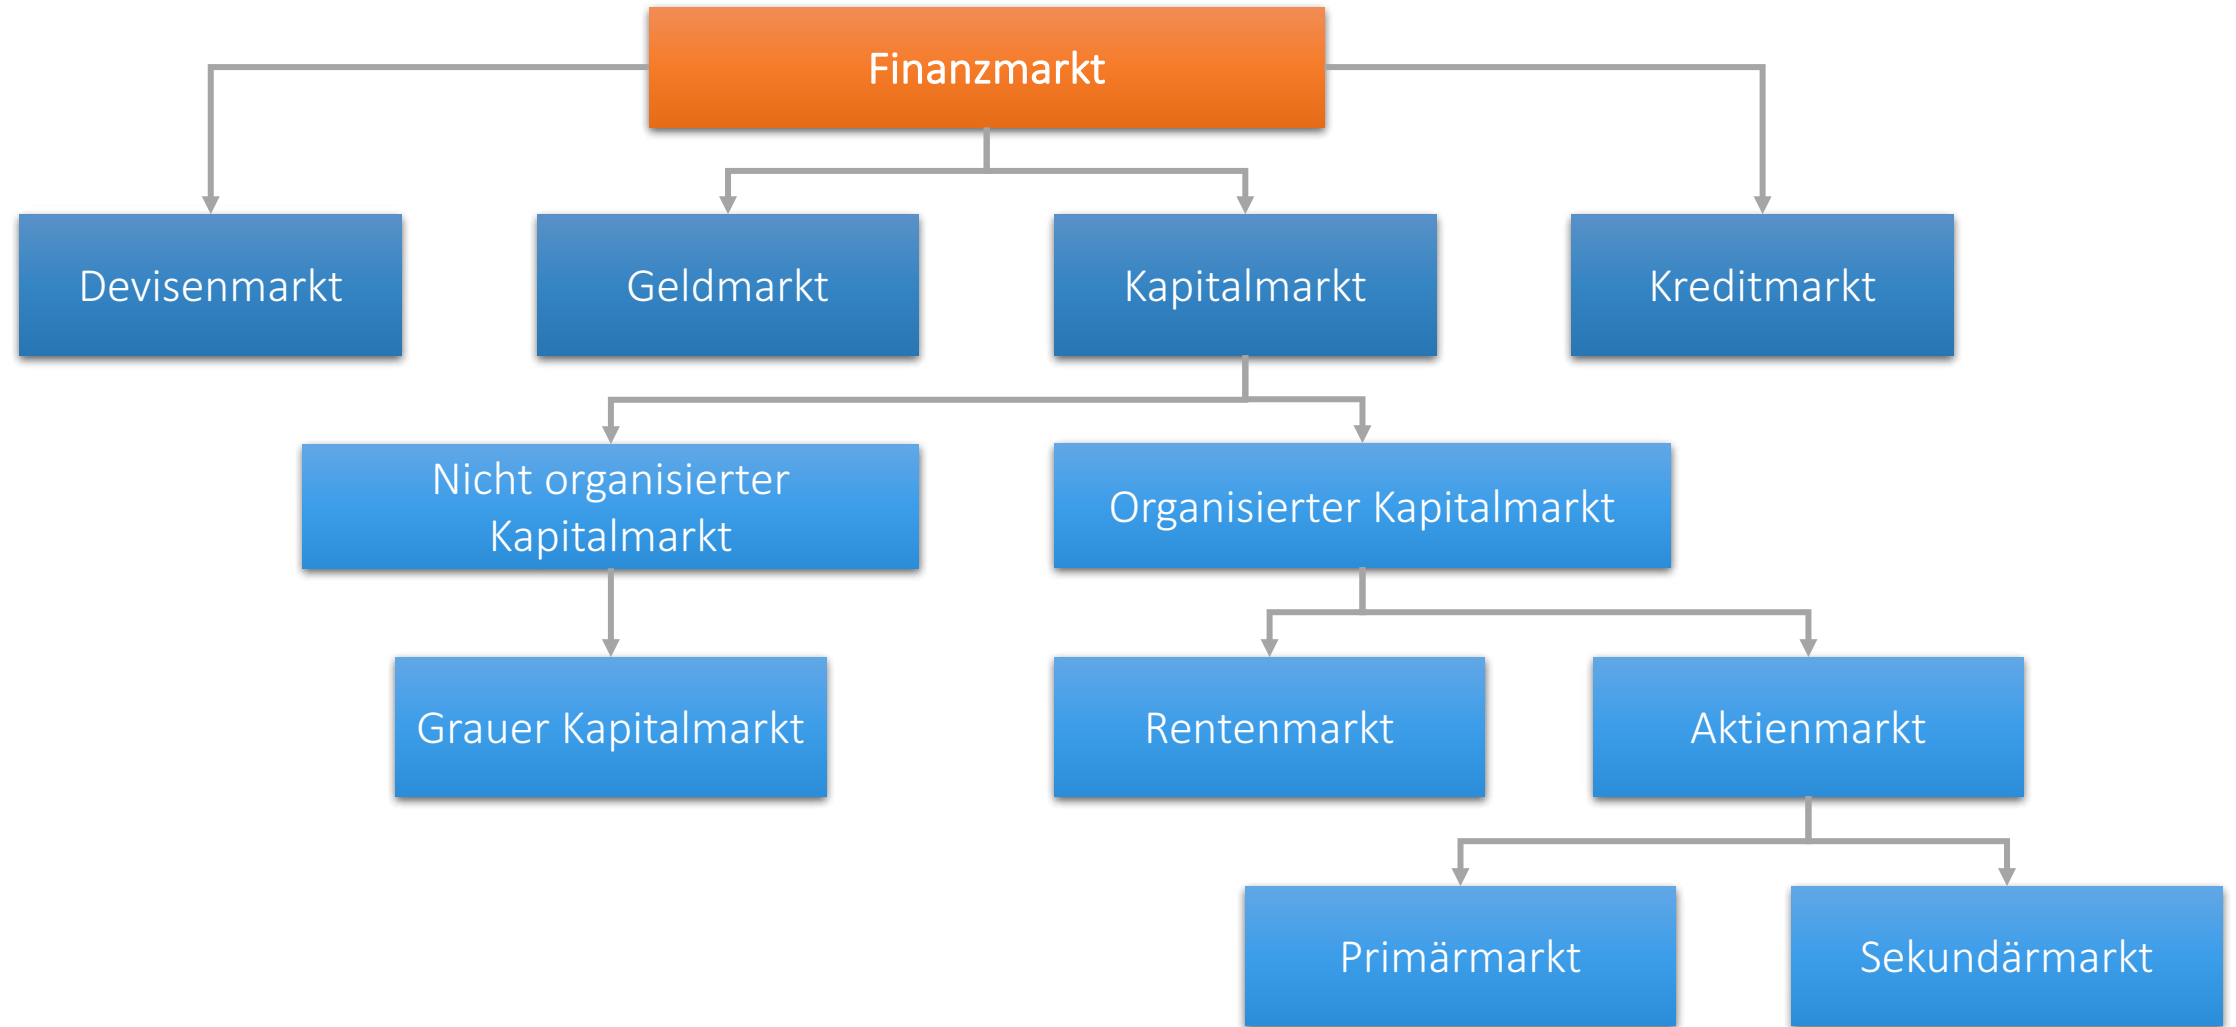 Finanzmarkt
Devisenmarkt
Geldmarkt
Kapitalmarkt
Kreditmarkt
Nicht organisierter
Kapitalmarkt
Organisierter Kapitalmarkt
Grauer Kapitalmarkt
Rentenmarkt
Aktienmarkt
Primärmarkt
Sekundärmarkt